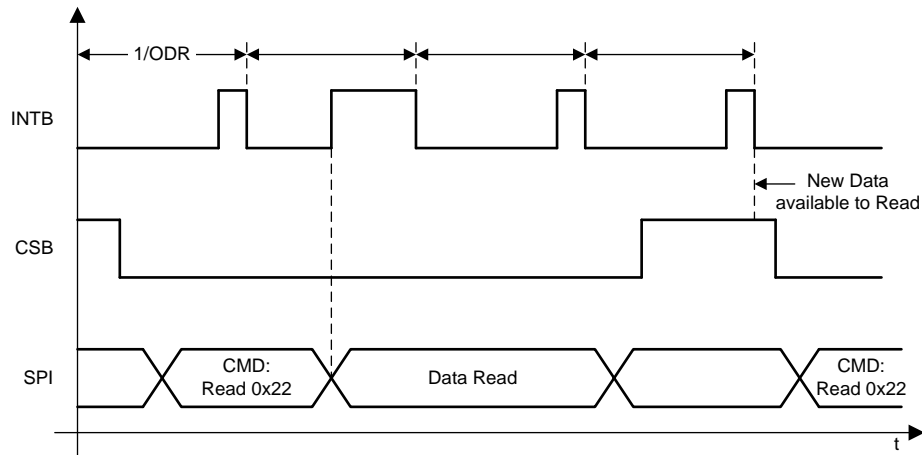 1/ODR
INTB
New Data
available to Read
CSB
SPI
CMD:
Read 0x22
Data Read
CMD:
Read 0x22
t